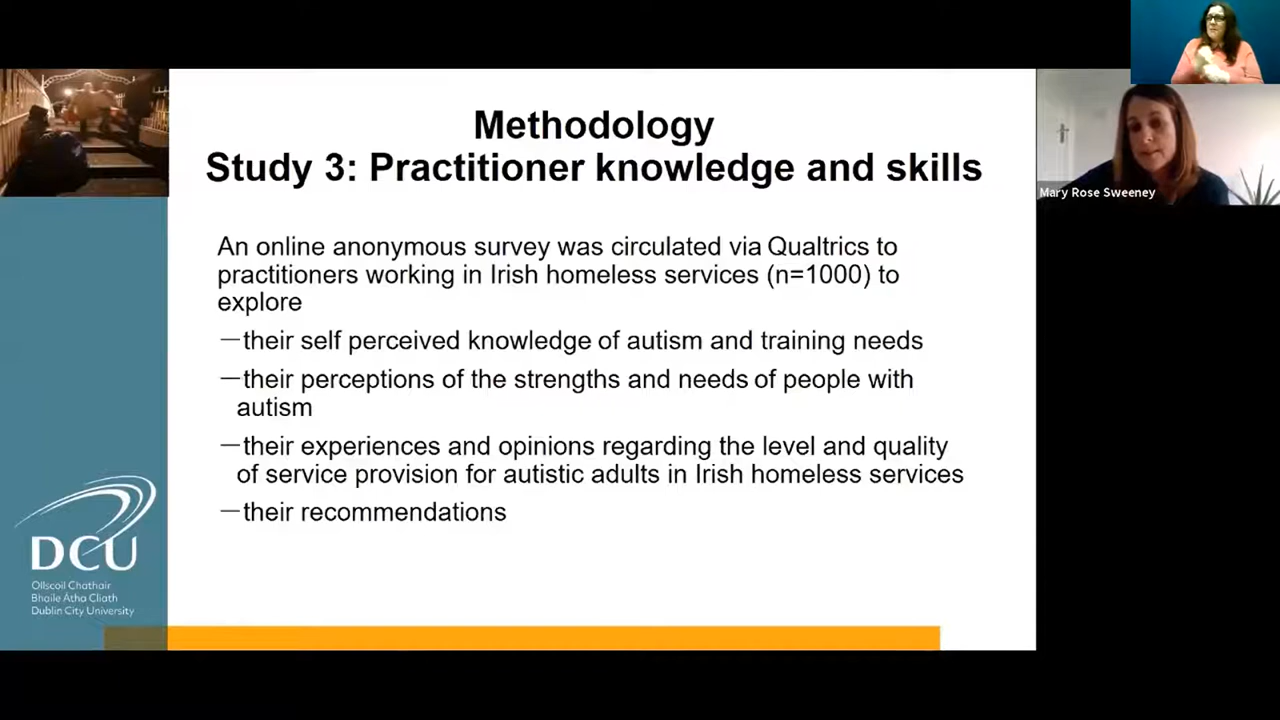 Methodology
Study 3: Practitioner knowledge and skills
Mary Rose Sweeney
An online anonymous survey was circulated via Qualtrics to
practitioners working in Irish homeless services (n=1000) to
explore
—their self perceived knowledge of autism and training needs
—their perceptions of the strengths and needs of people with
autism
—their experiences and opinions regarding the level and quality
of service provision for autistic adults in Irish homeless services
—their recommendations
DCU
Ollscoil Chathair
Bhaile Átha Cliath
Dublin City University